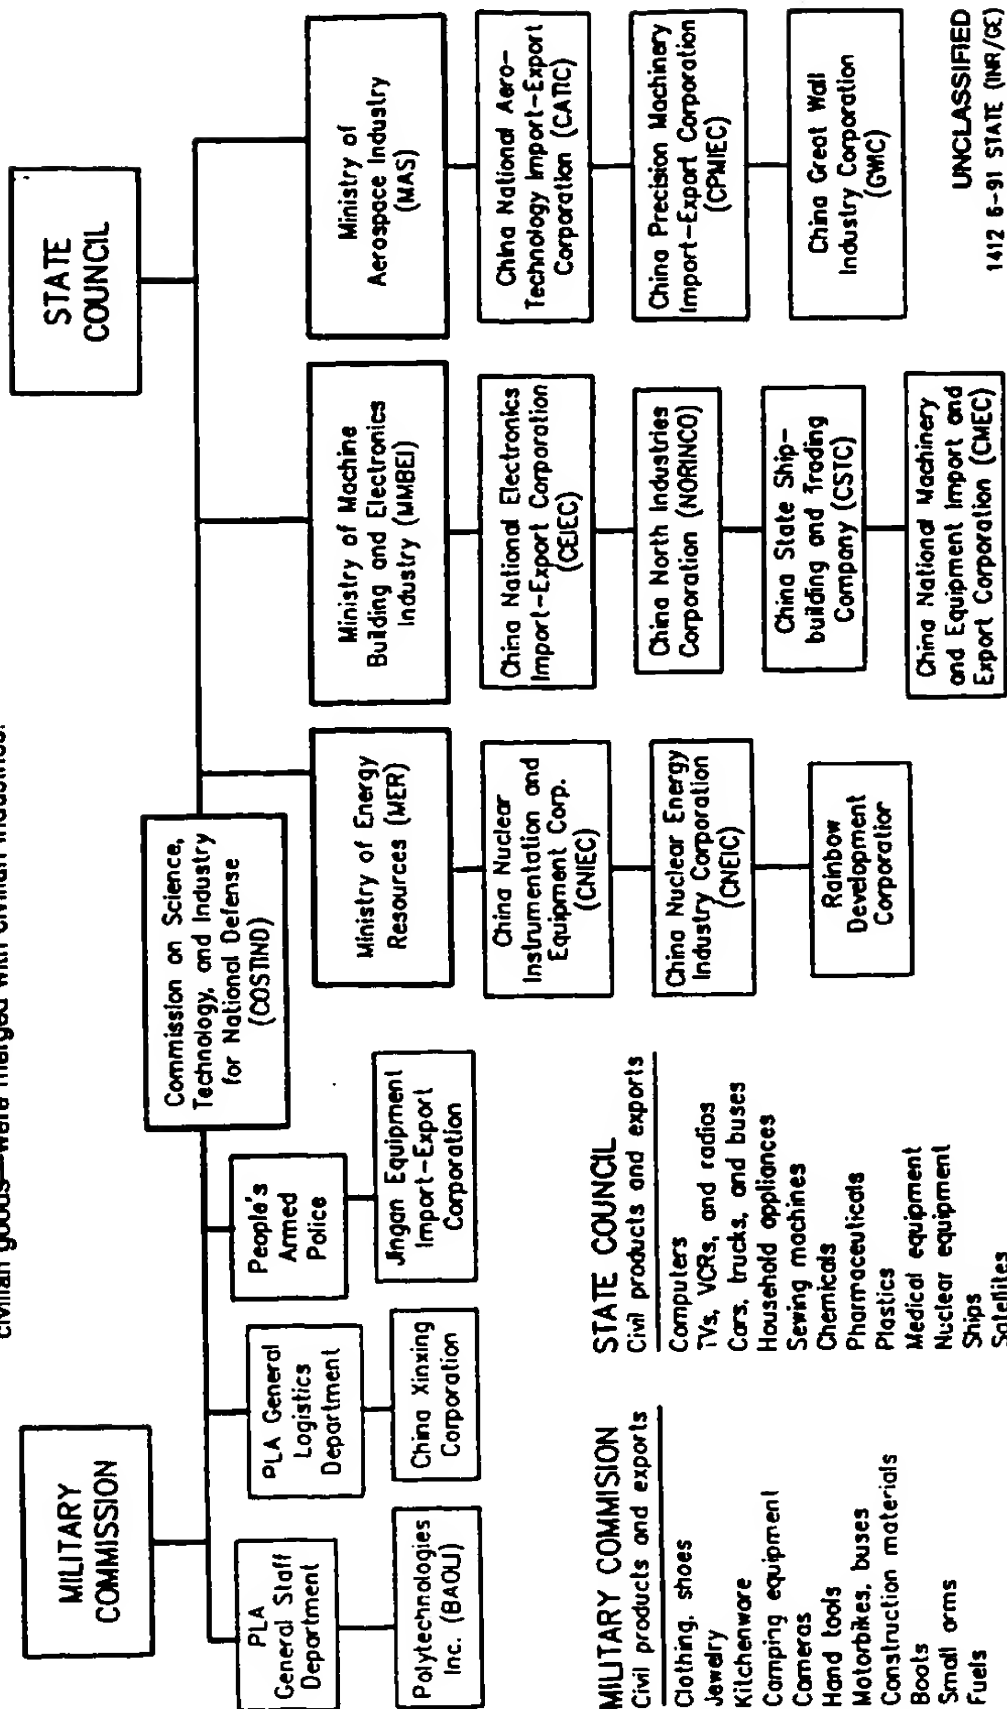 civilian goods—were merged with civilian industries.
MILITARY
COMMISSION
STATE
COUNCIL
Commission on Science,
Technology, and Industry
for National Defense
(COSTIND)
PLA
General Staff
Department
PLA General
Logistics
Department
People's
Armed
Police
Polytechnologies
Inc. (BAOLI)
China Xinxing
Corporation
Jingan Equipment
Import-Export
Corporation
Ministry of Energy
Resources (MER)
China Nuclear
Instrumentation and
Equipment Corp.
(CNIEC)
China Nuclear Energy
Industry Corporation
(CNEIC)
Rainbow
Development
Corporation
Ministry of Machine
Building and Electronics
Industry (MMBEI)
China National Electronics
Import-Export Corporation
(CEIEC)
China North Industries
Corporation (NORINCO)
China State Ship-
building and Trading
Company (CSTC)
China National Machinery
and Equipment Import and
Export Corporation (CMEC)
Ministry of
Aerospace Industry
(MAS)
China National Aero-
Technology Import-Export
Corporation (CATIC)
China Precision Machinery
Import-Export Corporation
(CPMIEC)
China Great Wall
Industry Corporation
(GWIC)
MILITARY COMMISION
Civil products and exports
Clothing, shoes
Jewelry
Kitchenware
Camping equipment
Cameras
Hand tools
Motorbikes, buses
Construction materials
Boats
Small arms
Fuels
STATE COUNCIL
Civil products and exports
Computers
TVs, VCRs, and radios
Cars, trucks, and buses
Household appliances
Sewing machines
Chemicals
Pharmaceuticals
Plastics
Medical equipment
Nuclear equipment
Ships
Satellites
UNCLASSIFIED
1412 6-91 STATE (INR/GE)